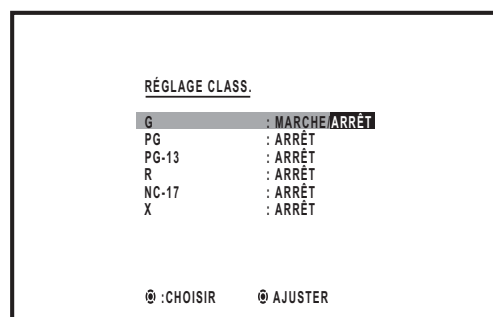 RÉGLAGE CLASS.
G : MARCHE/ARRÊT
PG : ARRÊT
PG-13 : ARRÊT
R : ARRÊT
NC-17 : ARRÊT
X : ARRÊT
:CHOISIR AJUSTER